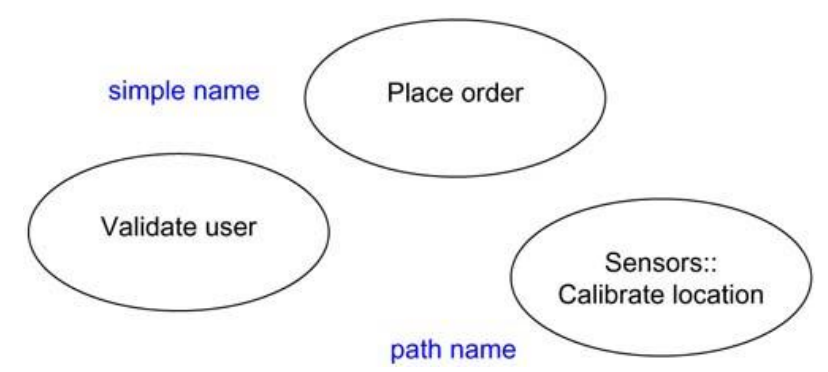 Place order
simple name
Validate user
Sensors::
Calibrate location
path name